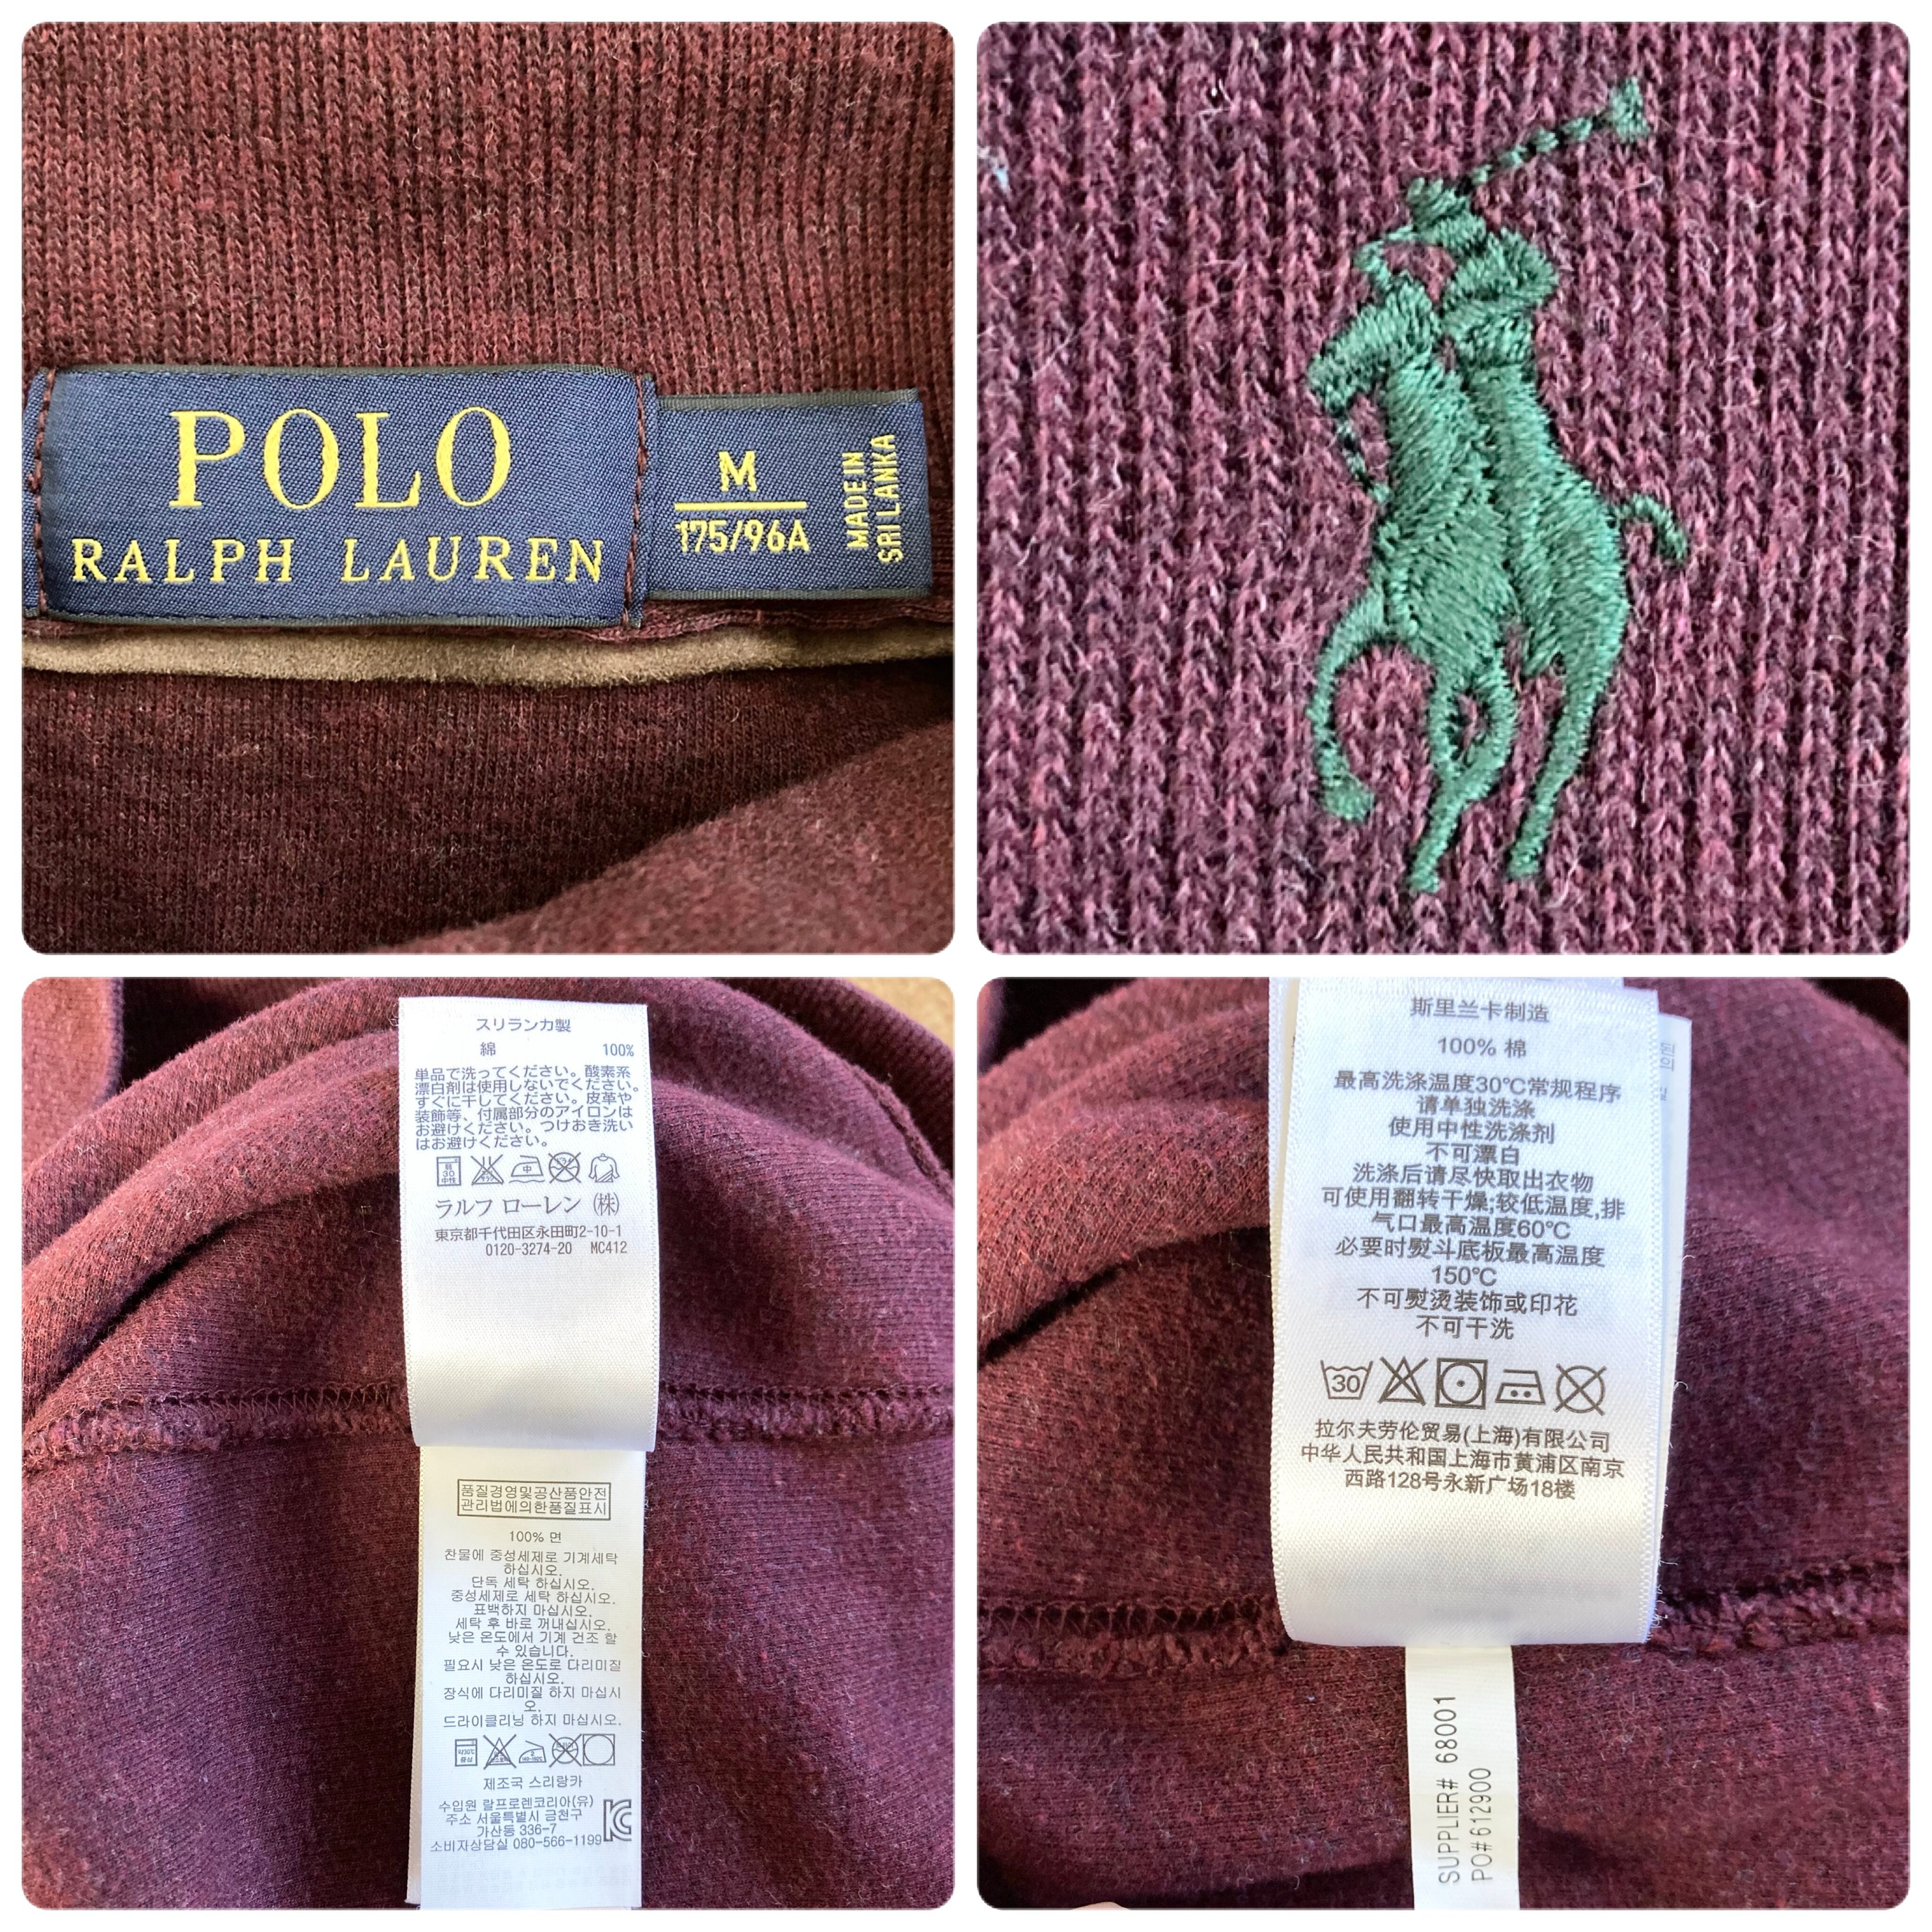 POLO
RALPH LAUREN
M
175/96A
MADE IN
SRI LANKA
スリランカ製
綿 100%
単品で洗ってください。酸素系
漂白剤は使用しないでください。
すぐに干してください。皮革や
装飾等、付属部分のアイロンは
お避けください。つけおき洗い
はお避けください。
ラルフ ローレン (株)
東京都千代田区永田町2-10-1
0120-3274-20 MC412
품질경영및공산품안전
관리법에의한품질표시
100% 면
찬물에 중성세제로 기계세탁
하십시오.
단독 세탁 하십시오.
중성세제로 세탁 하십시오.
표백하지 마십시오.
세탁 후 바로 꺼내십시오.
낮은 온도에서 기계 건조 할
수 있습니다.
필요시 낮은 온도로 다리미질
하십시오.
장식에 다리미질 하지 마십시
오.
드라이클리닝 하지 마십시오.
제조국 스리랑카
수입원 랄프로렌코리아(유)
주소 서울특별시 금천구
가산동 336-7
소비자상담실 080-566-1199
斯里兰卡制造
100% 棉
最高洗涤温度30℃常规程序
请单独洗涤
使用中性洗涤剂
不可漂白
洗涤后请尽快取出衣物
可使用翻转干燥;较低温度,排
气口最高温度60℃
必要时熨斗底板最高温度
150℃
不可熨烫装饰或印花
不可干洗
30
拉尔夫劳伦贸易(上海)有限公司
中华人民共和国上海市黄浦区南京
西路128号永新广场18楼
SUPPLIER# 68001
PO# 612900